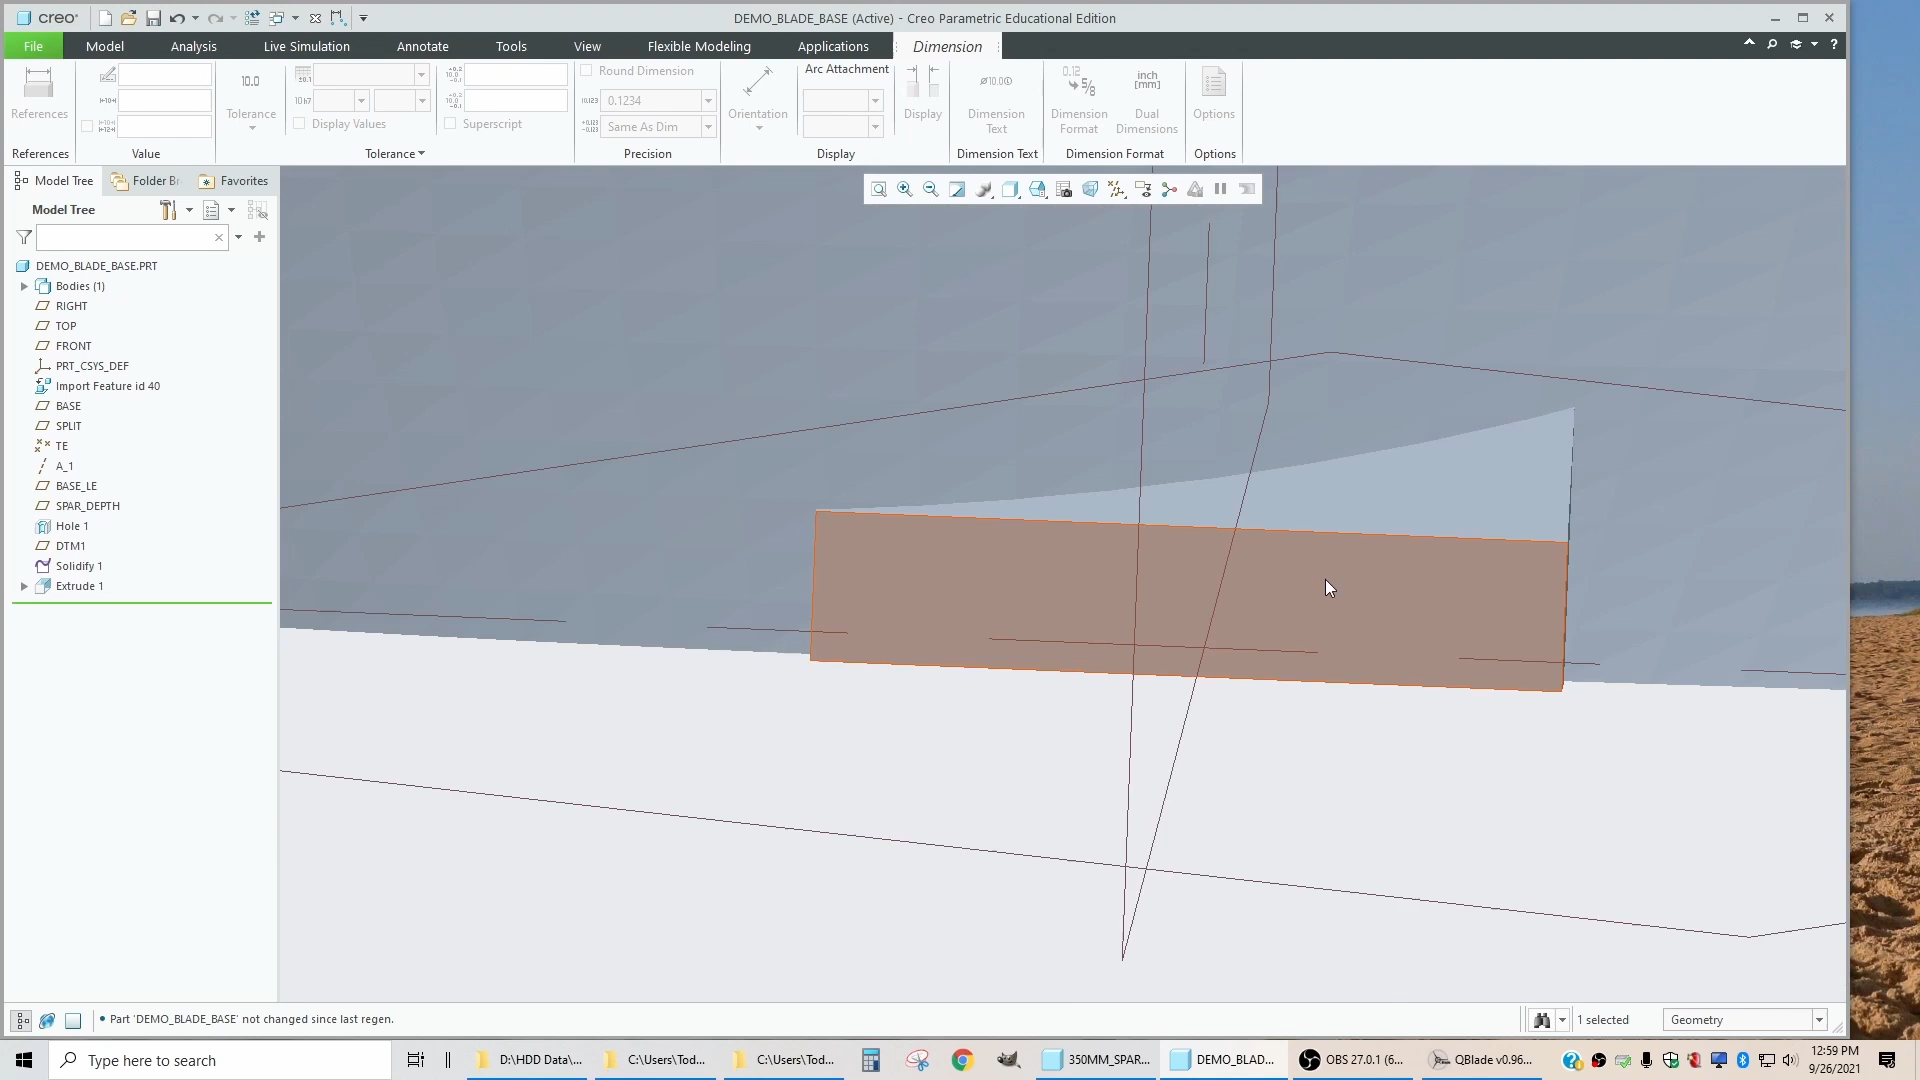 creo
DEMO_BLADE_BASE (Active) - Creo Parametric Educational Edition
File
Model
Analysis
Live Simulation
Annotate
Tools
View
Flexible Modeling
Applications
Dimension
References
References
Value
10.0
Tolerance
10h7
Display Values
Superscript
Tolerance
Round Dimension
0.1234
Same As Dim
Precision
Orientation
Arc Attachment
Display
Display
Dimension
Text
Dimension Text
Dimension
Format
inch
[mm]
Dual
Dimensions
Dimension Format
Options
Options
Model Tree
Folder Br
Favorites
Model Tree
DEMO_BLADE_BASE.PRT
Bodies (1)
RIGHT
TOP
FRONT
PRT_CSYS_DEF
Import Feature id 40
BASE
SPLIT
TE
A_1
BASE_LE
SPAR_DEPTH
Hole 1
DTM1
Solidify 1
Extrude 1
• Part 'DEMO_BLADE_BASE' not changed since last regen.
1 selected
Geometry
Type here to search
D:\HDD Data\...
C:\Users\Tod...
C:\Users\Tod...
350MM_SPAR...
DEMO_BLAD...
OBS 27.0.1 (6...
QBlade v0.96...
12:59 PM
9/26/2021